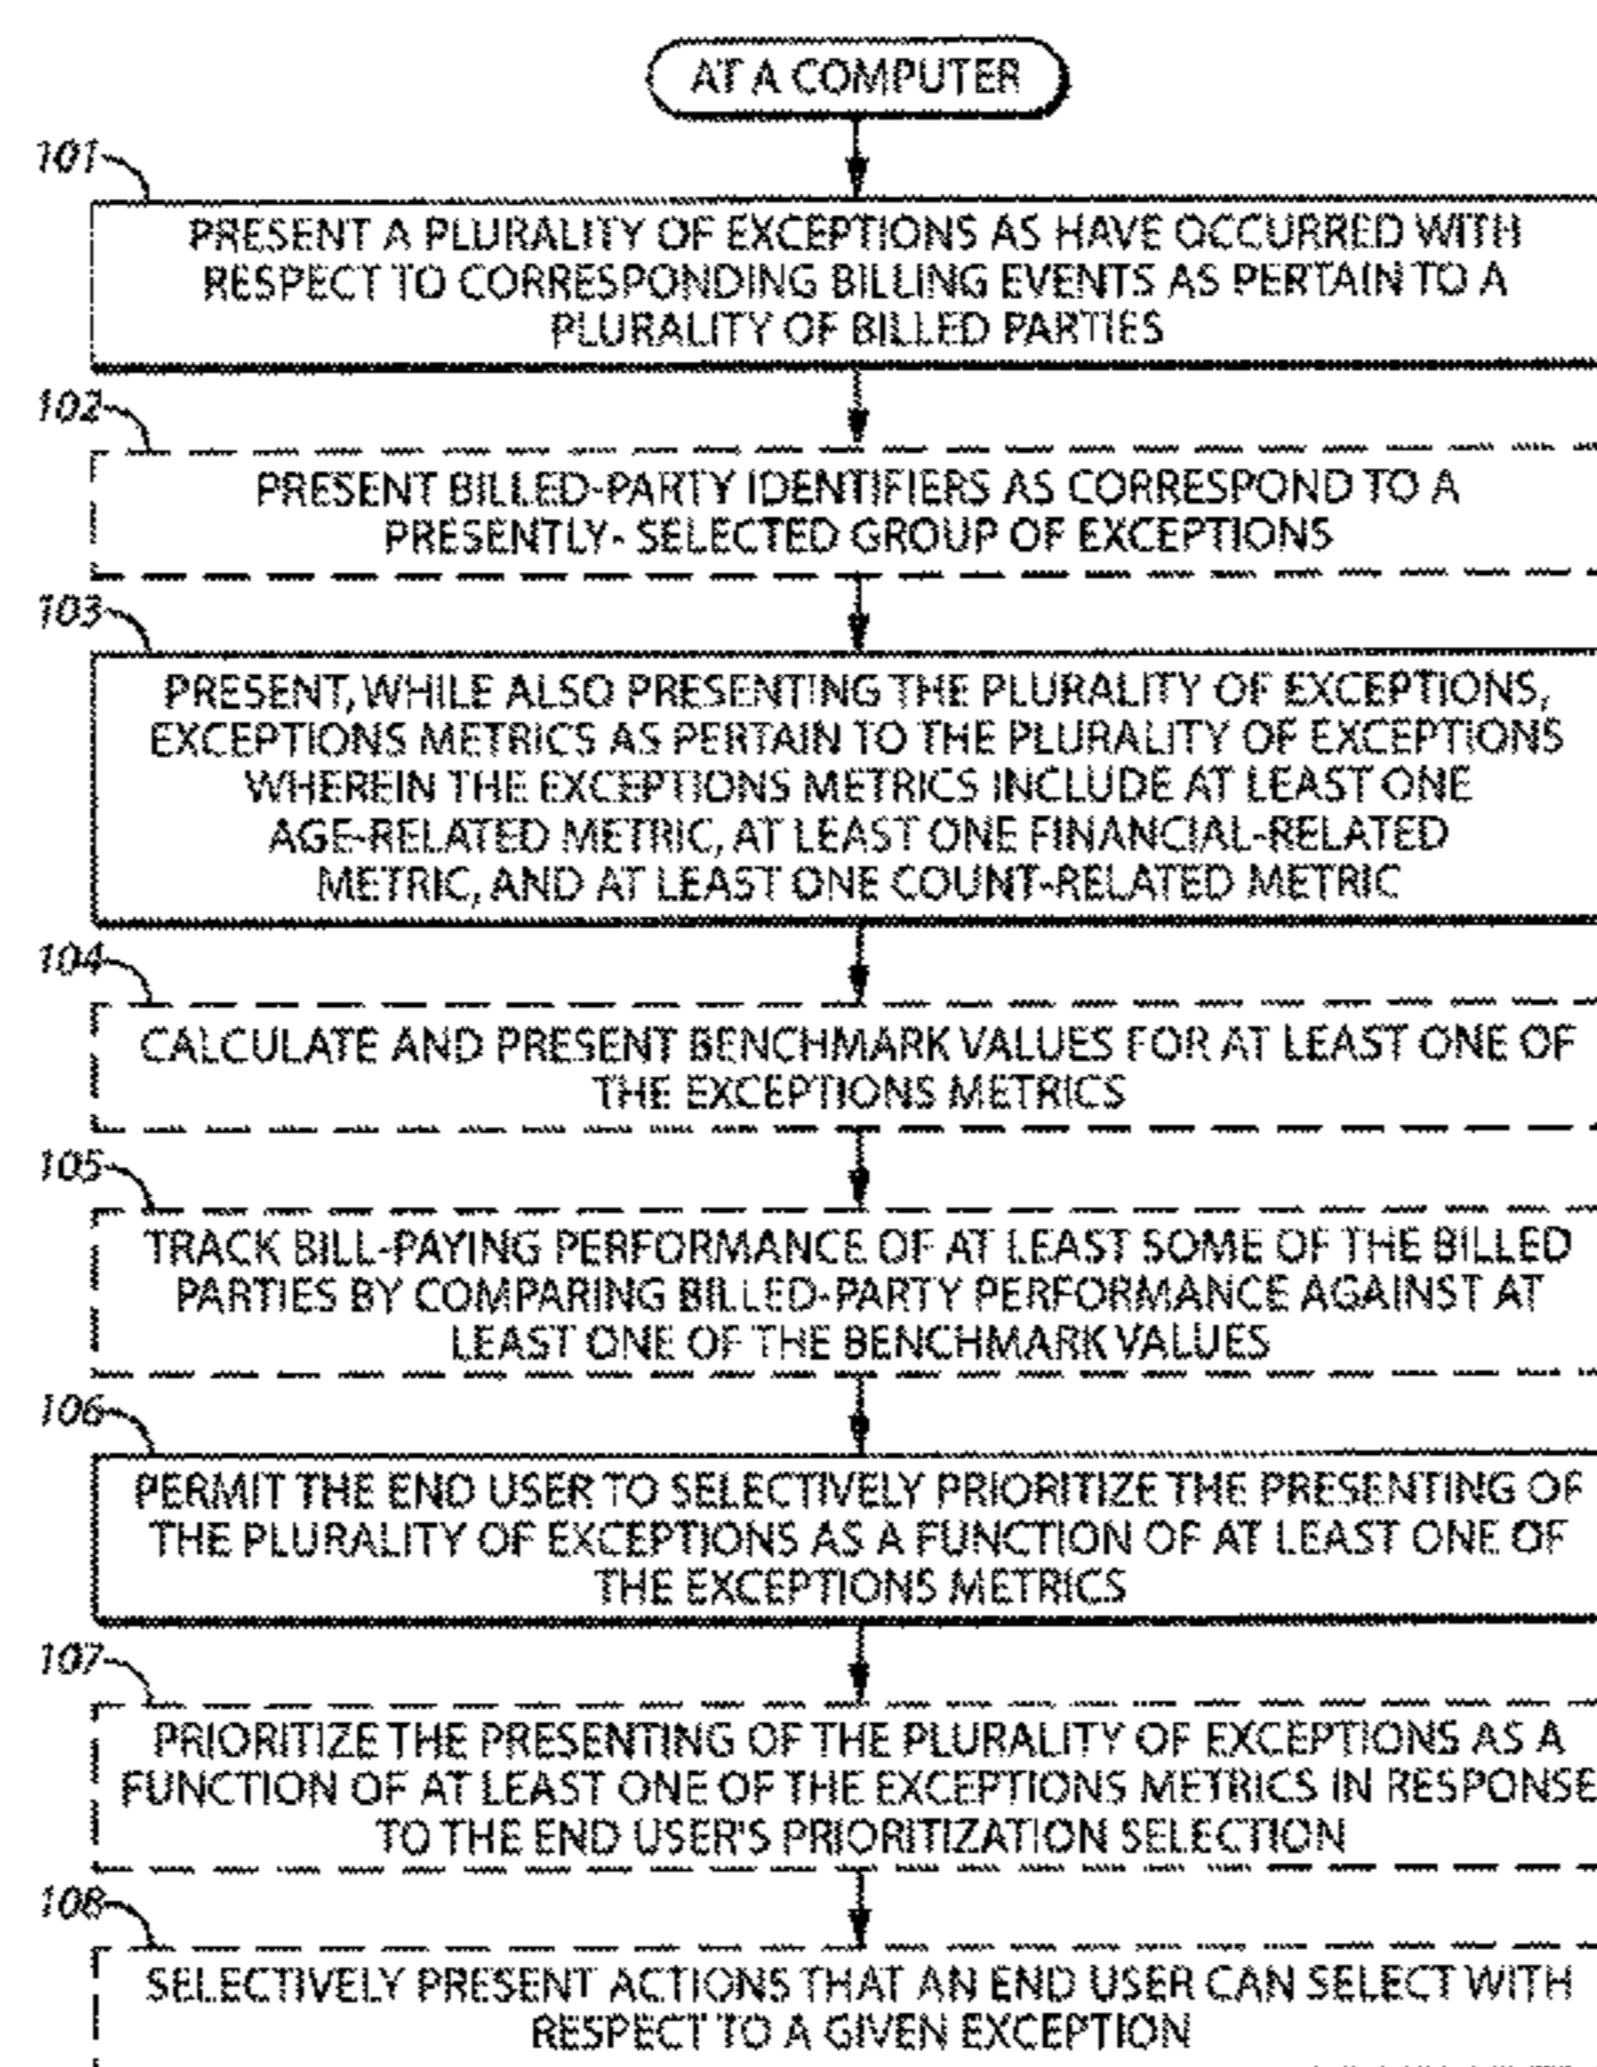 AT A COMPUTER
101
PRESENT A PLURALITY OF EXCEPTIONS AS HAVE OCCURRED WITH
RESPECT TO CORRESPONDING BILLING EVENTS AS PERTAIN TO A
PLURALITY OF BILLED PARTIES
102
PRESENT BILLED-PARTY IDENTIFIERS AS CORRESPOND TO A
PRESENTLY- SELECTED GROUP OF EXCEPTIONS
103
PRESENT, WHILE ALSO PRESENTING THE PLURALITY OF EXCEPTIONS,
EXCEPTIONS METRICS AS PERTAIN TO THE PLURALITY OF EXCEPTIONS
WHEREIN THE EXCEPTIONS METRICS INCLUDE AT LEAST ONE
AGE-RELATED METRIC, AT LEAST ONE FINANCIAL-RELATED
METRIC, AND AT LEAST ONE COUNT-RELATED METRIC
104
CALCULATE AND PRESENT BENCHMARK VALUES FOR AT LEAST ONE OF
THE EXCEPTIONS METRICS
105
TRACK BILL-PAYING PERFORMANCE OF AT LEAST SOME OF THE BILLED
PARTIES BY COMPARING BILLED-PARTY PERFORMANCE AGAINST AT
LEAST ONE OF THE BENCHMARK VALUES
106
PERMIT THE END USER TO SELECTIVELY PRIORITIZE THE PRESENTING OF
THE PLURALITY OF EXCEPTIONS AS A FUNCTION OF AT LEAST ONE OF
THE EXCEPTIONS METRICS
107
PRIORITIZE THE PRESENTING OF THE PLURALITY OF EXCEPTIONS AS A
FUNCTION OF AT LEAST ONE OF THE EXCEPTIONS METRICS IN RESPONSE
TO THE END USER'S PRIORITIZATION SELECTION
108
SELECTIVELY PRESENT ACTIONS THAT AN END USER CAN SELECT WITH
RESPECT TO A GIVEN EXCEPTION